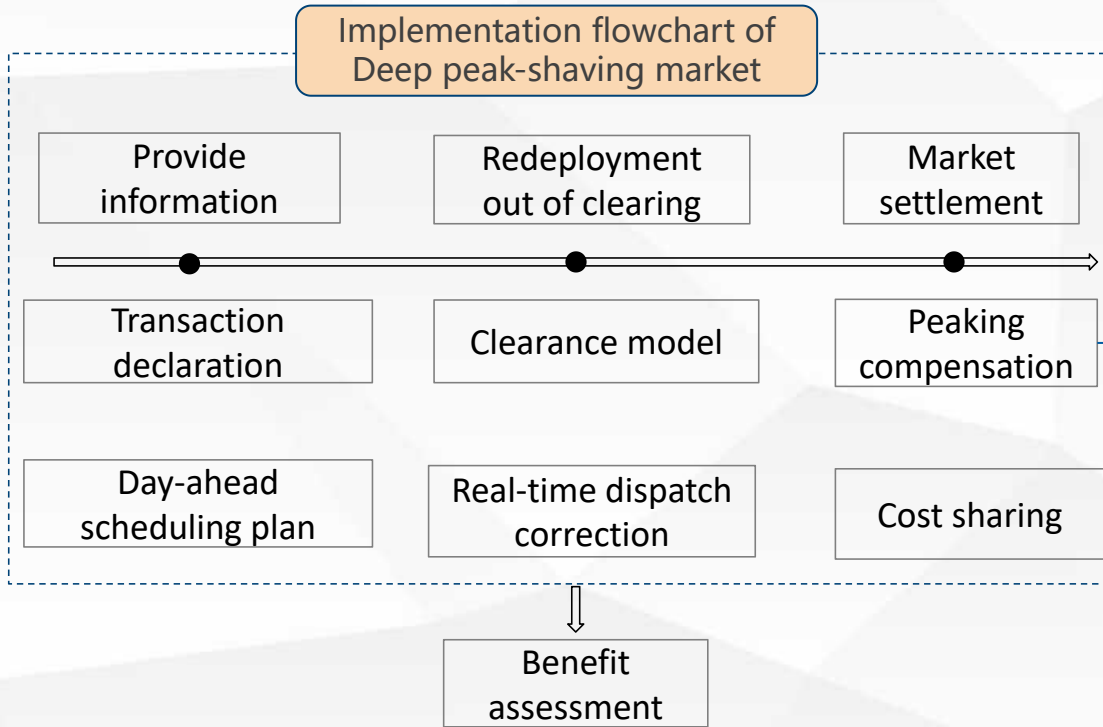 Implementation flowchart of
Deep peak-shaving market
Provide
information
Redeployment
out of clearing
Market
settlement
Transaction
declaration
Clearance model
Peaking
compensation
Day-ahead
scheduling plan
Real-time dispatch
correction
Cost sharing
Benefit
assessment